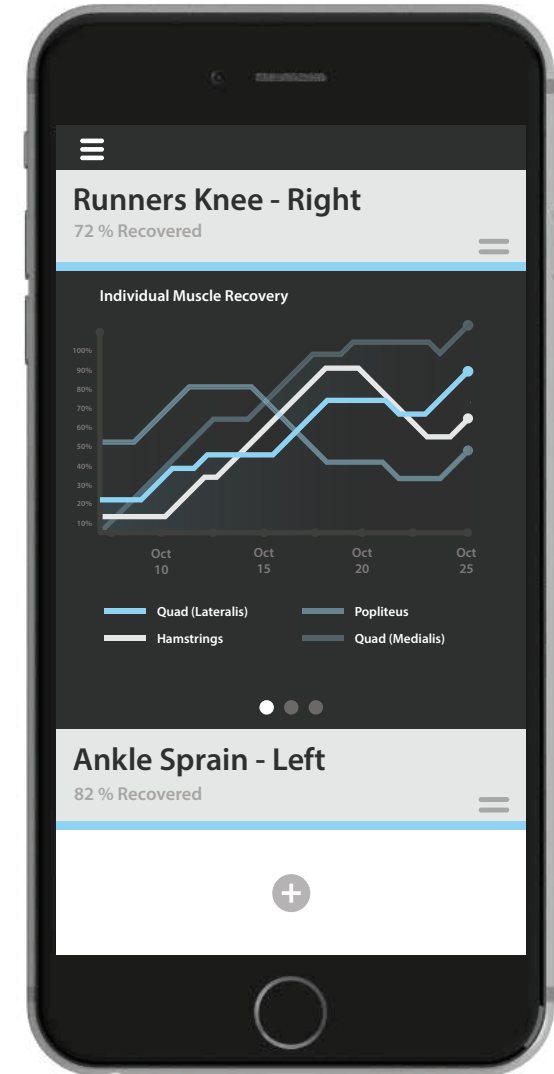 Runners Knee - Right
72 % Recovered
Individual Muscle Recovery
100%
90%
80%
70%
60%
50%
40%
30%
20%
10%
Oct 10
Oct 15
Oct 20
Oct 25
Quad (Lateralis)
Popliteus
Hamstrings
Quad (Medialis)
Ankle Sprain - Left
82 % Recovered